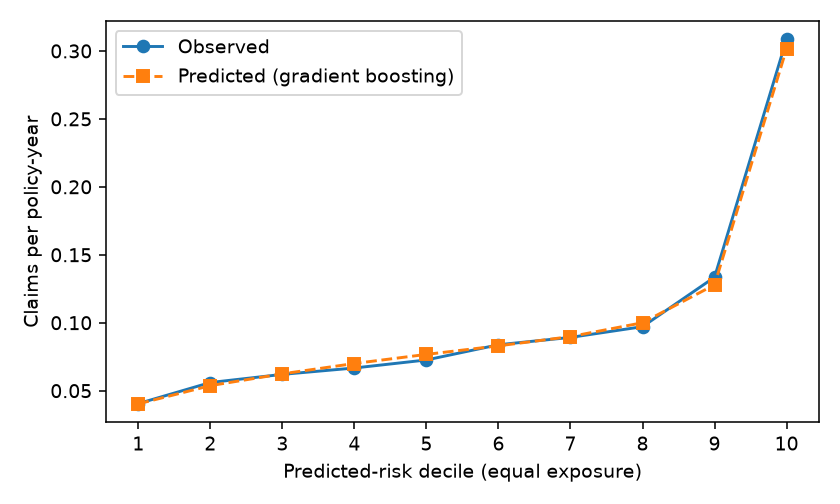 Observed
Predicted (gradient boosting)
Claims per policy-year
0.30
0.25
0.20
0.15
0.10
0.05
1 2 3 4 5 6 7 8 9 10
Predicted-risk decile (equal exposure)